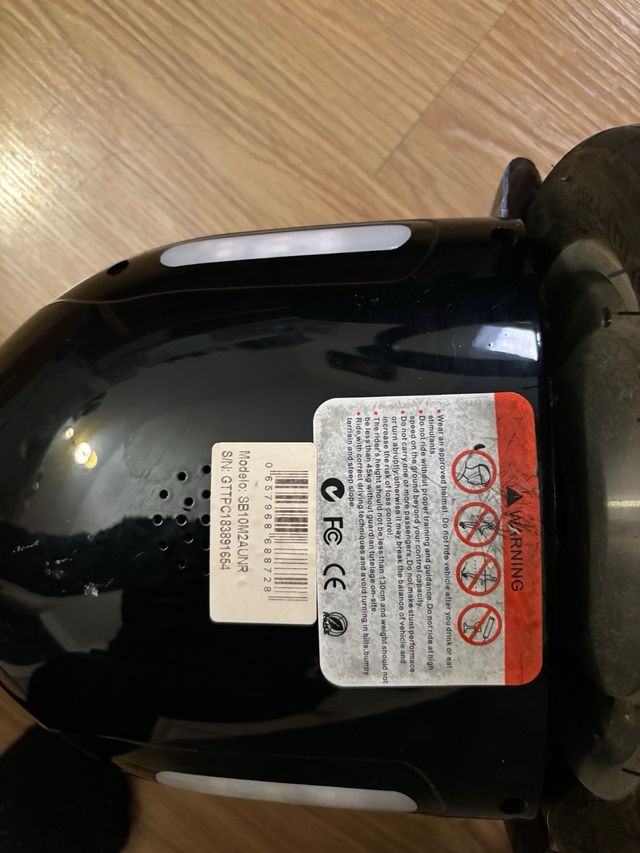 WARNING
• Wear an approved helmet. Do not ride vehicle after you drink or eat
stimulants.
• Do not ride without proper training and guidance. Do not ride at high
speed on the ground beyond your control capacity.
• Do not carry one or more passengers. Do not make stunt performace
or turn abruptly, otherwise it may break the balance of vehicle and
increase the risk of loss control.
• The rider's height should not be less than 130cm and weight should not
be less than 45kg without guardian tutelage on-site.
• Ride with correct driving techniques and avoid turning in hills, bumpy
terrain and steep slope.
FC CE
0 657968 688728
Modelo: SB10M2AUNR
S/N: GTTPC183891654